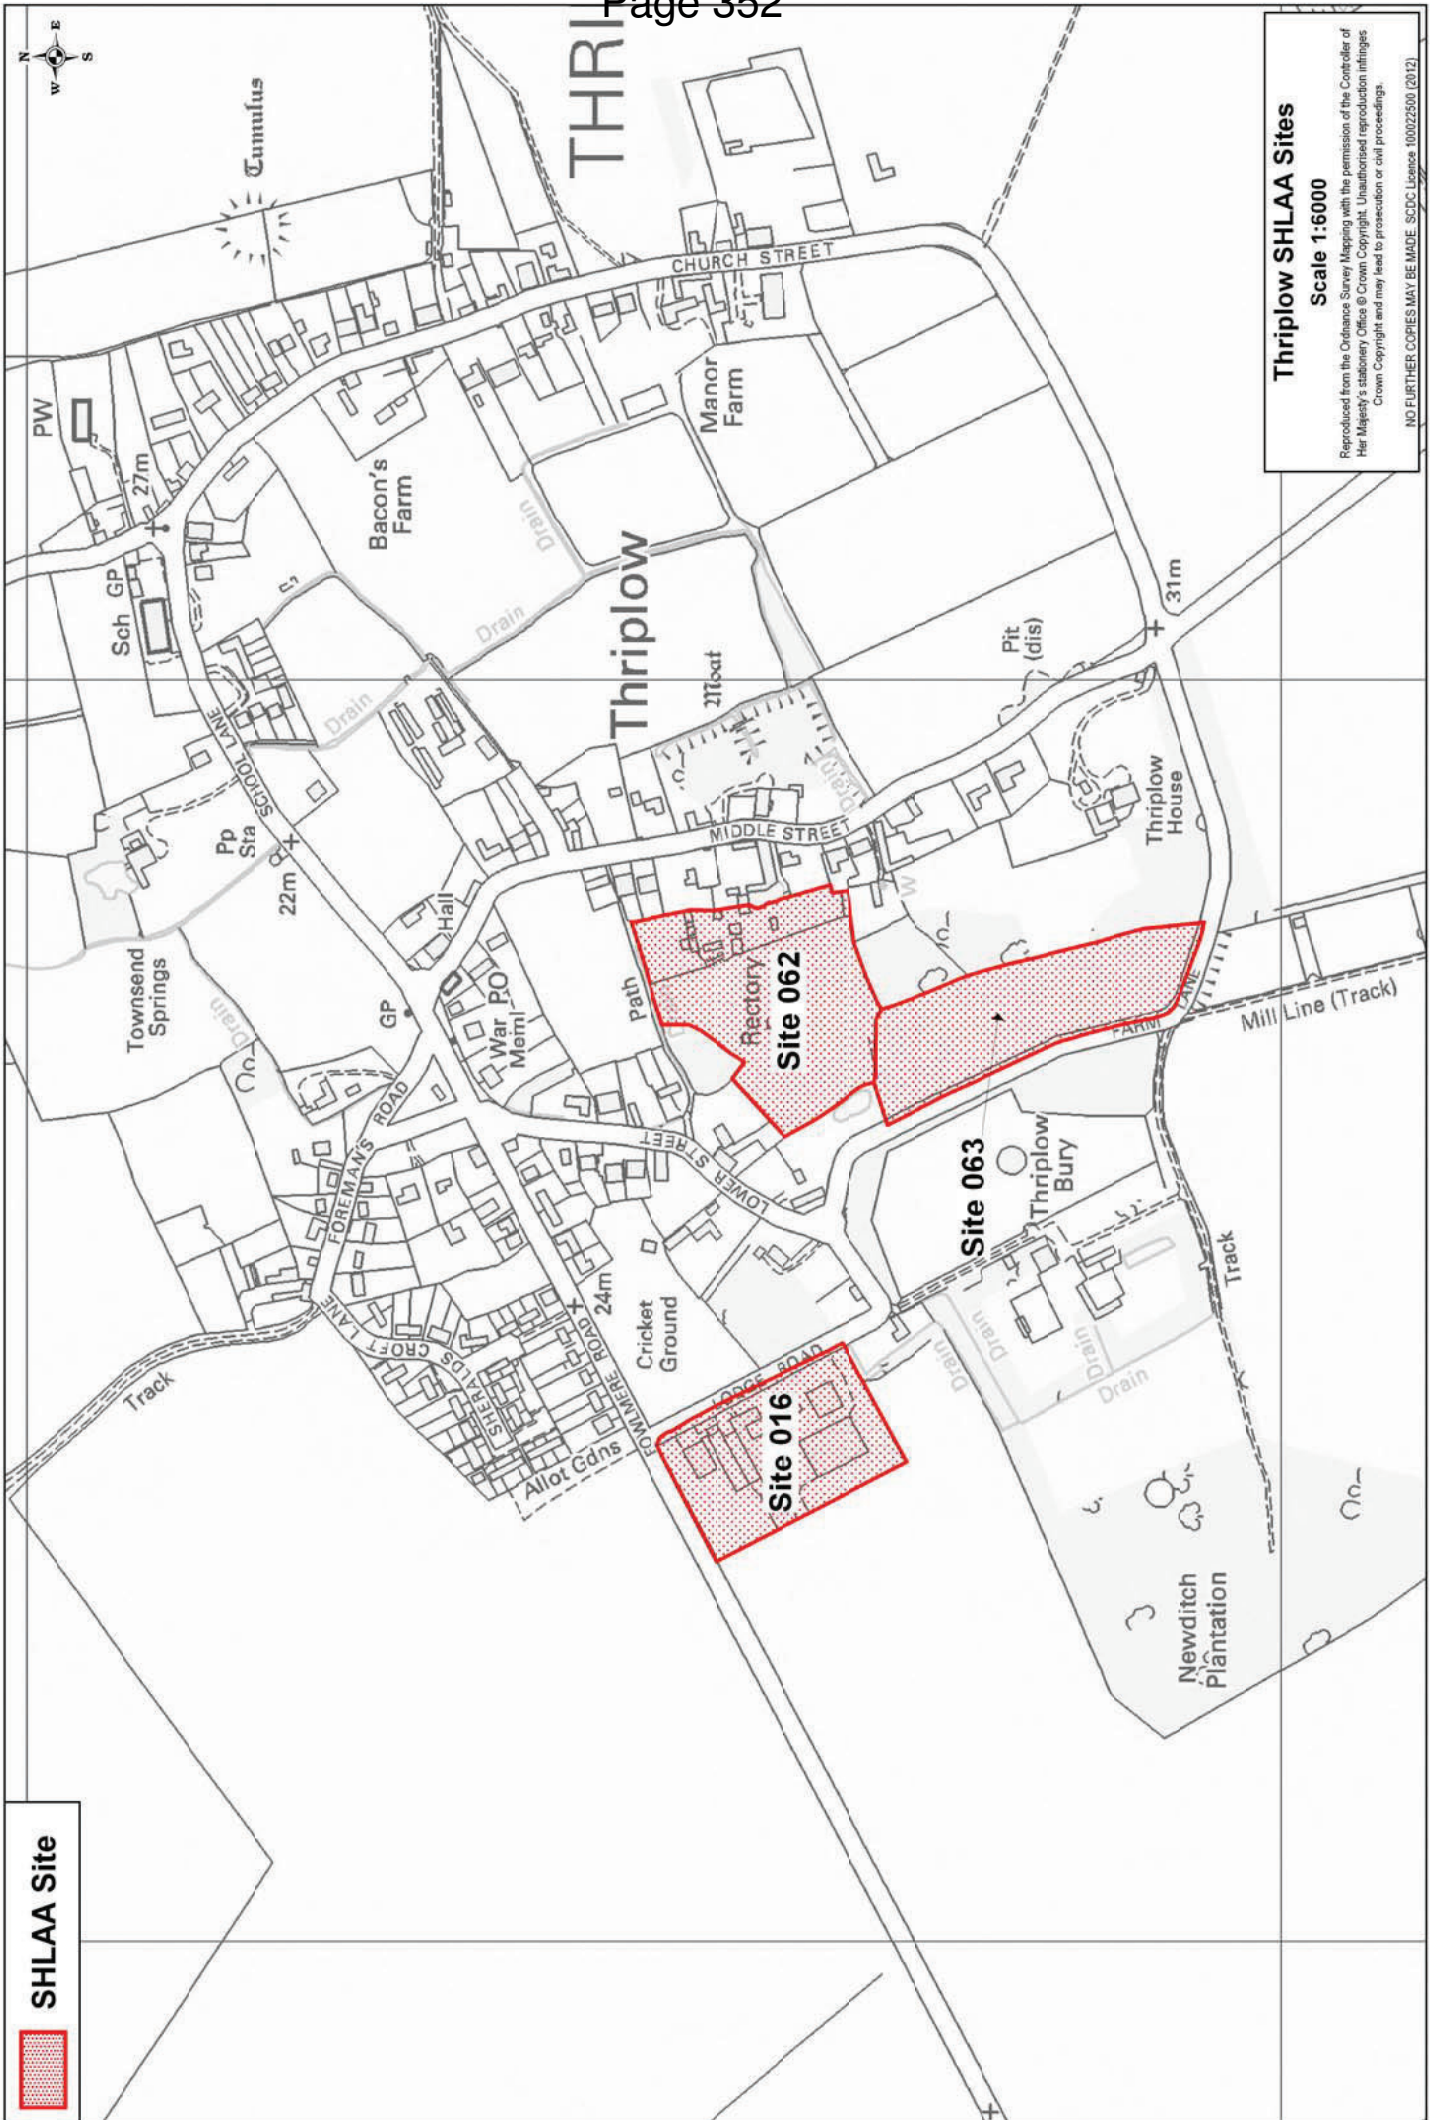 Page 352
SHLAA Site
N
E
S
W
Tumulus
THRI
PW
27m
Sch
GP
SCHOOL LANE
Pp
Sta
22m
Townsend
Springs
Drain
Drain
Bacon's
Farm
Drain
Drain
CHURCH STREET
Manor
Farm
Thriplow
Moat
Drain
MIDDLE STREET
Hall
P O
War
Meml
GP
Path
FOREMAN'S ROAD
Track
SHERALDS CROFT LANE
Allot Gdns
FOWLMERE ROAD
24m
Cricket
Ground
LODGE ROAD
LOWER STREET
Rectory
Site 062
W
Site 016
Site 063
Thriplow
Bury
FARM LANE
Mill Line (Track)
Thriplow
House
Pit
(dis)
31m
Drain
Drain
Drain
Drain
Track
Newditch
Plantation
Thriplow SHLAA Sites
Scale 1:6000
Reproduced from the Ordnance Survey Mapping with the permission of the Controller of
Her Majesty's stationery Office © Crown Copyright. Unauthorised reproduction infringes
Crown Copyright and may lead to prosecution or civil proceedings.
NO FURTHER COPIES MAY BE MADE. SCDC Licence 100022500 (2012)